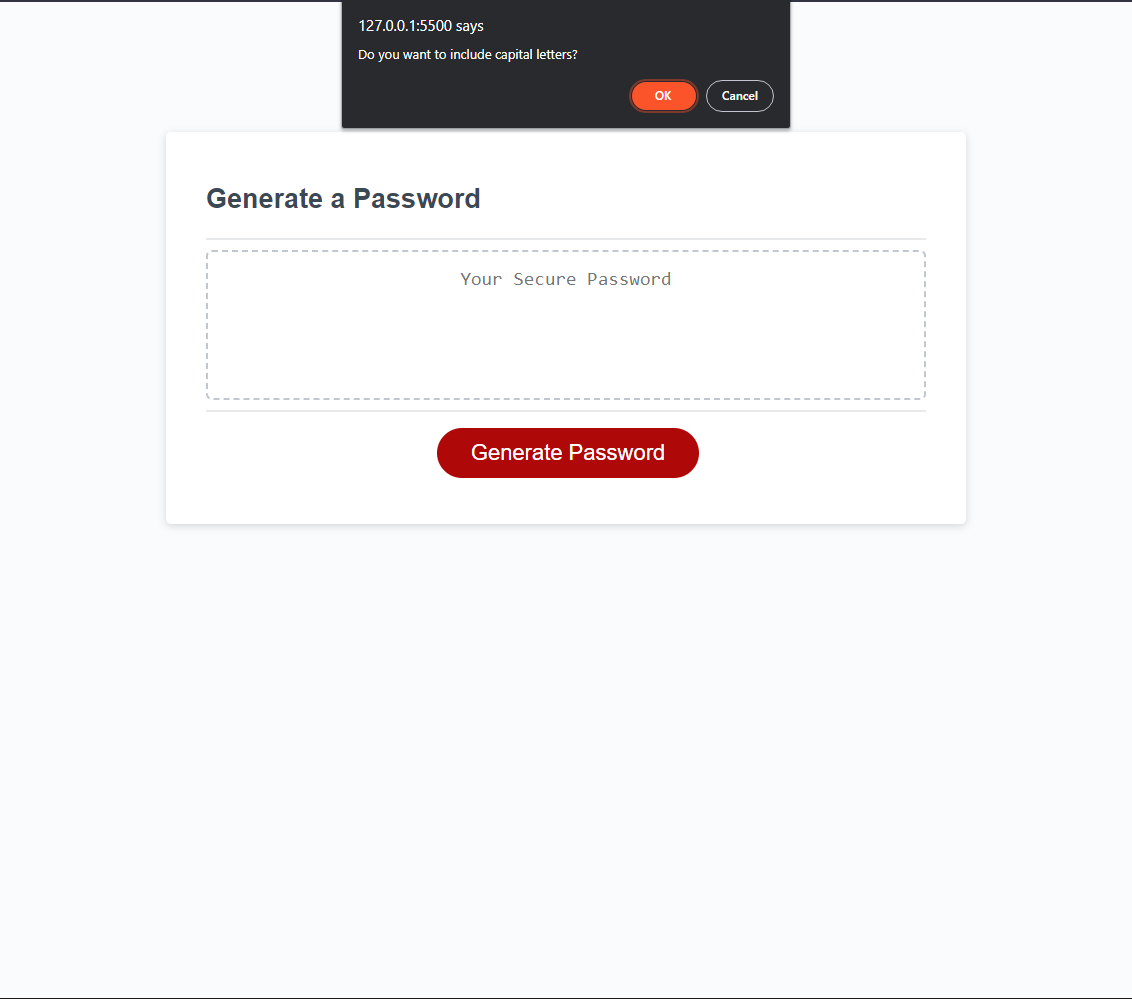 127.0.0.1:5500 says
Do you want to include capital letters?
OK Cancel
Generate a Password
Your Secure Password
Generate Password